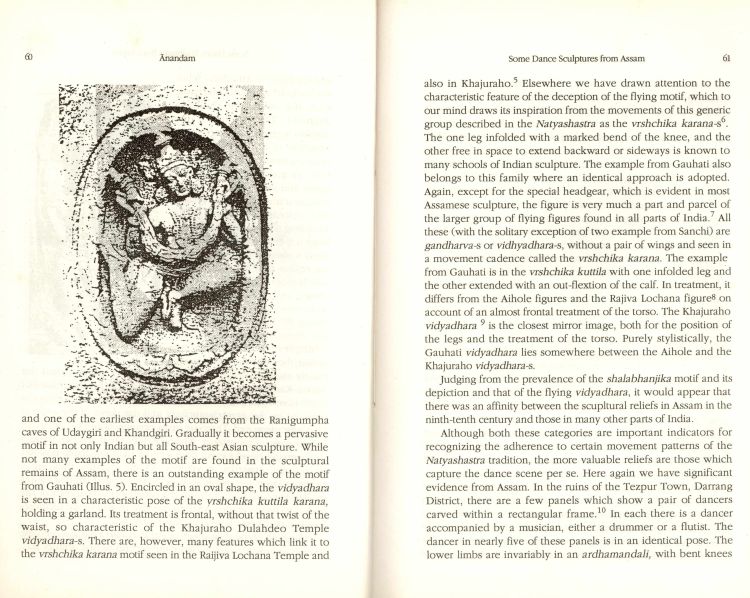 60
Ānandam
and one of the earliest examples comes from the Ranigumpha
caves of Udaygiri and Khandgiri. Gradually it becomes a pervasive
motif in not only Indian but all South-east Asian sculpture. While
not many examples of the motif are found in the sculptural
remains of Assam, there is an outstanding example of the motif
from Gauhati (Illus. 5). Encircled in an oval shape, the vidyadhara
is seen in a characteristic pose of the vrshchika kuttila karana,
holding a garland. Its treatment is frontal, without that twist of the
waist, so characteristic of the Khajuraho Dulahdeo Temple
vidyadhara-s. There are, however, many features which link it to
the vrshchika karana motif seen in the Raijiva Lochana Temple and
Some Dance Sculptures from Assam
61
also in Khajuraho.5 Elsewhere we have drawn attention to the
characteristic feature of the deception of the flying motif, which to
our mind draws its inspiration from the movements of this generic
group described in the Natyashastra as the vrshchika karana-s6.
The one leg infolded with a marked bend of the knee, and the
other free in space to extend backward or sideways is known to
many schools of Indian sculpture. The example from Gauhati also
belongs to this family where an identical approach is adopted.
Again, except for the special headgear, which is evident in most
Assamese sculpture, the figure is very much a part and parcel of
the larger group of flying figures found in all parts of India.7 All
these (with the solitary exception of two example from Sanchi) are
gandharva-s or vidhyadhara-s, without a pair of wings and seen in
a movement cadence called the vrshchika karana. The example
from Gauhati is in the vrshchika kuttila with one infolded leg and
the other extended with an out-flextion of the calf. In treatment, it
differs from the Aihole figures and the Rajiva Lochana figure8 on
account of an almost frontal treatment of the torso. The Khajuraho
vidyadhara 9 is the closest mirror image, both for the position of
the legs and the treatment of the torso. Purely stylistically, the
Gauhati vidyadhara lies somewhere between the Aihole and the
Khajuraho vidyadhara-s.
Judging from the prevalence of the shalabhanjika motif and its
depiction and that of the flying vidyadhara, it would appear that
there was an affinity between the scupltural reliefs in Assam in the
ninth-tenth century and those in many other parts of India.
Although both these categories are important indicators for
recognizing the adherence to certain movement patterns of the
Natyashastra tradition, the more valuable reliefs are those which
capture the dance scene per se. Here again we have significant
evidence from Assam. In the ruins of the Tezpur Town, Darrang
District, there are a few panels which show a pair of dancers
carved within a rectangular frame.10 In each there is a dancer
accompanied by a musician, either a drummer or a flutist. The
dancer in nearly five of these panels is in an identical pose. The
lower limbs are invariably in an ardhamandali, with bent knees